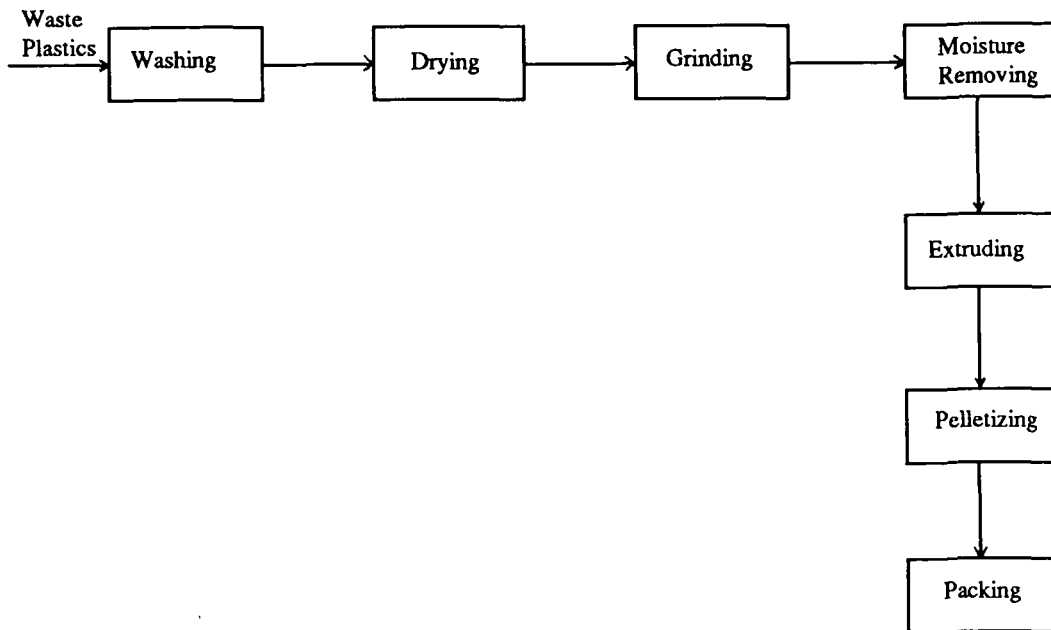 Waste
Plastics
Washing
Drying
Grinding
Moisture
Removing
Extruding
Pelletizing
Packing